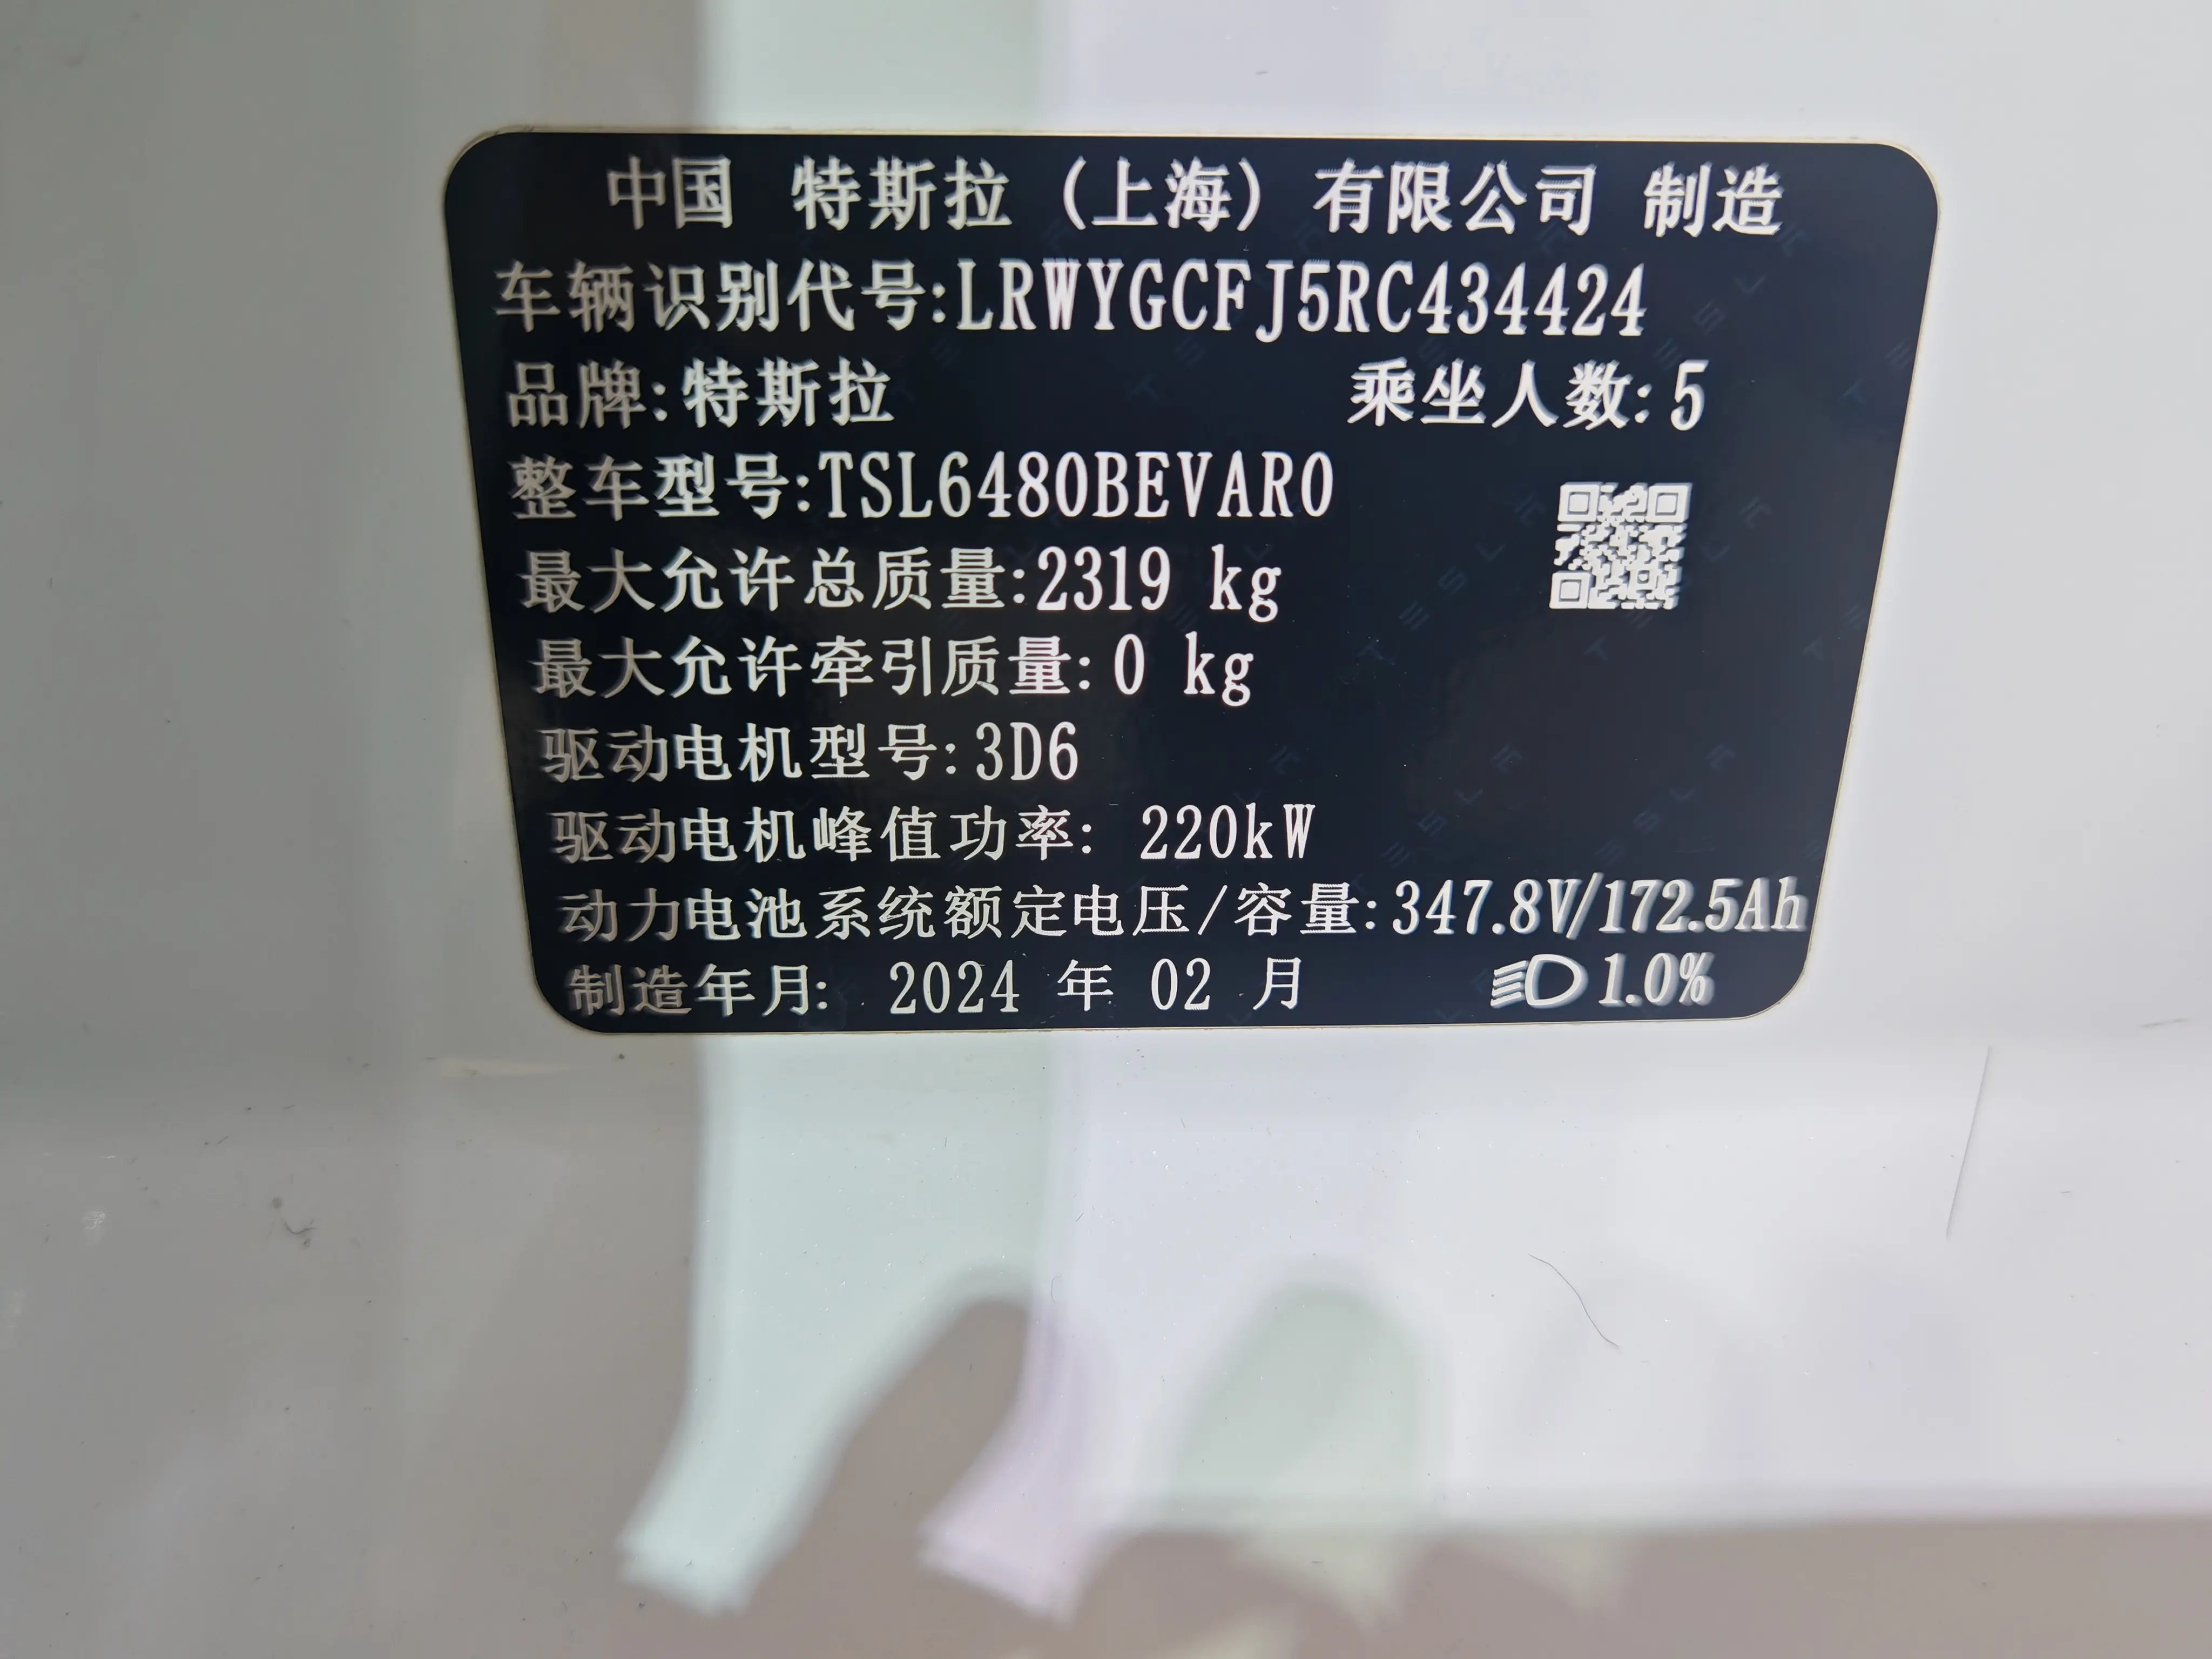 中国 特斯拉（上海）有限公司 制造
车辆识别代号:LRWYGCFJ5RC434424
品牌:特斯拉 乘坐人数:5
整车型号:TSL6480BEVAR0
最大允许总质量:2319 kg
最大允许牵引质量:0 kg
驱动电机型号:3D6
驱动电机峰值功率: 220kW
动力电池系统额定电压/容量:347.8V/172.5Ah
制造年月: 2024 年 02 月 1.0%